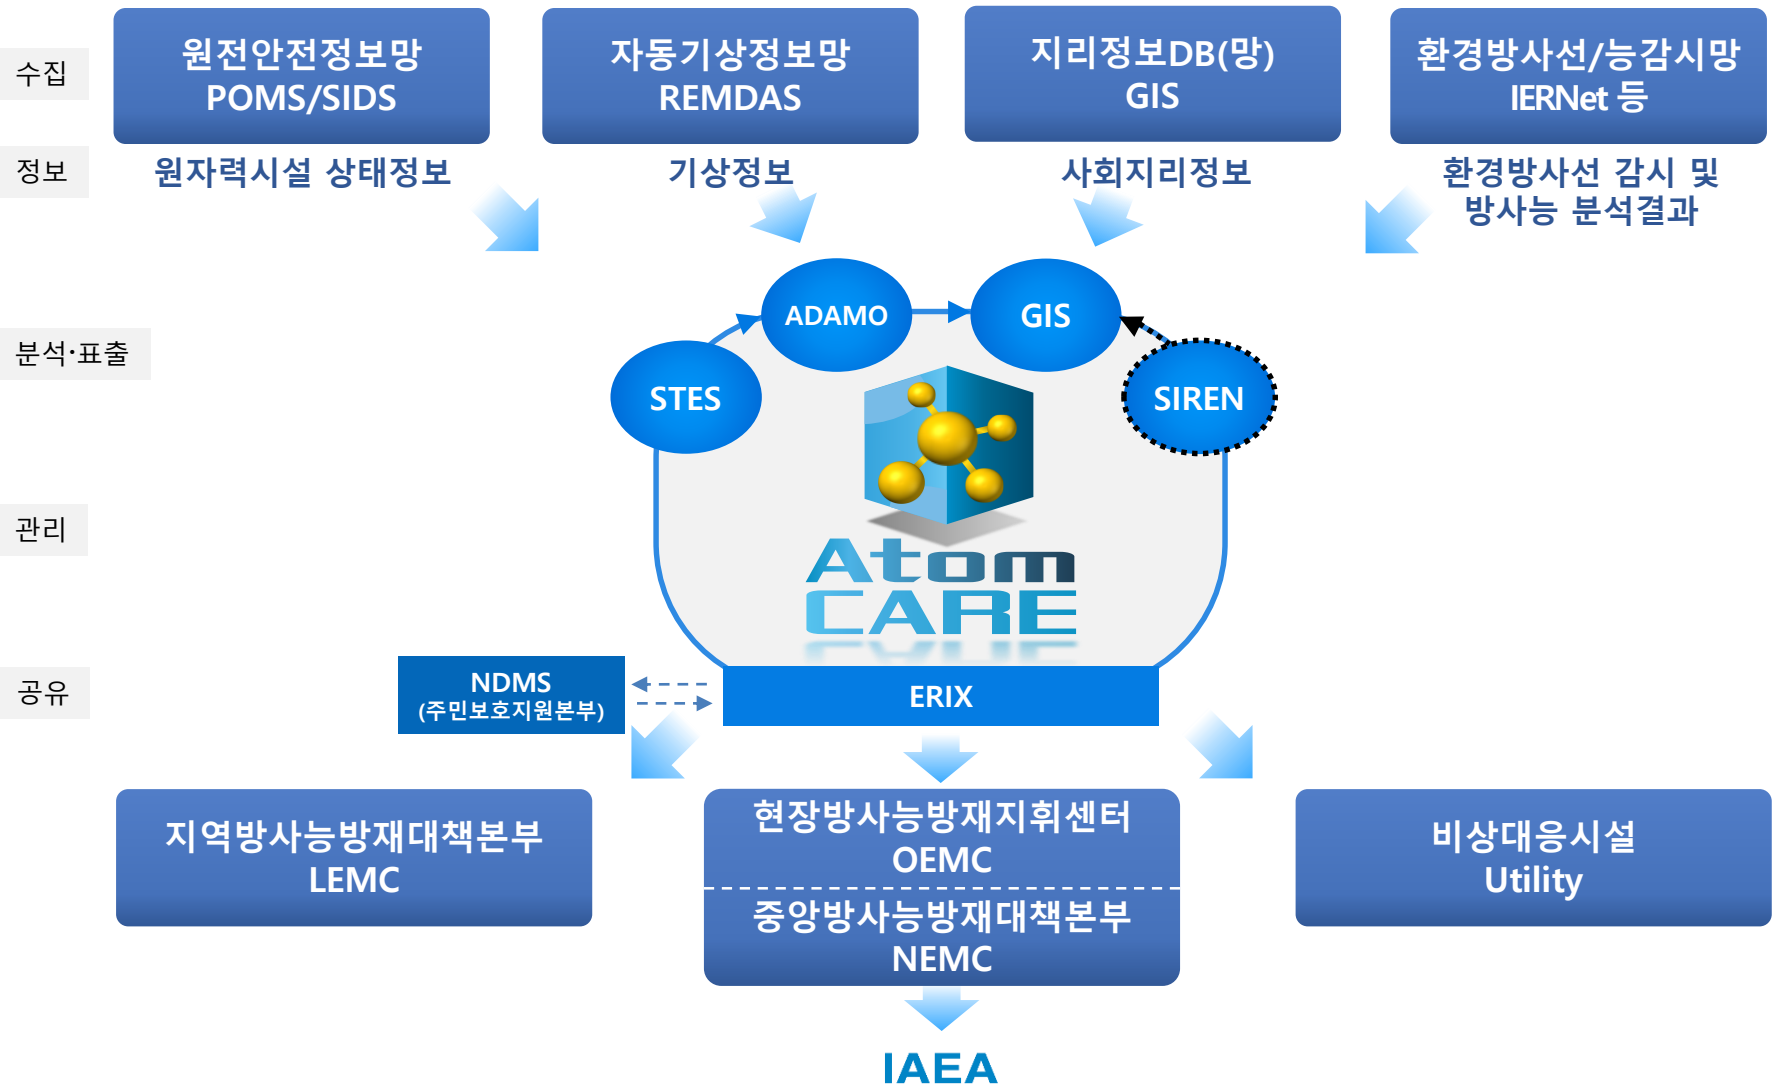 수집
원전안전정보망
POMS/SIDS
자동기상정보망
REMDAS
지리정보DB(망)
GIS
환경방사선/능감시망
IERNet 등
정보
원자력시설 상태정보
기상정보
사회지리정보
환경방사선 감시 및
방사능 분석결과
분석·표출
STES
ADAMO
GIS
SIREN
관리
Atom
CARE
공유
NDMS
(주민보호지원본부)
ERIX
지역방사능방재대책본부
LEMC
현장방사능방재지휘센터
OEMC
중앙방사능방재대책본부
NEMC
비상대응시설
Utility
IAEA